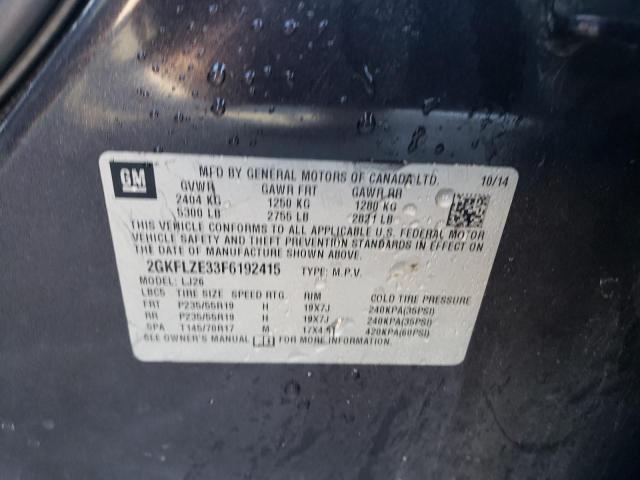 GM
MFD BY GENERAL MOTORS OF CANADA LTD. 10/14
GVWR GAWR FRT GAWR RR
2404 KG 1250 KG 1280 KG
5300 LB 2755 LB 2821 LB
THIS VEHICLE CONFORMS TO ALL APPLICABLE U.S. FEDERAL MOTOR
VEHICLE SAFETY AND THEFT PREVENTION STANDARDS IN EFFECT ON
THE DATE OF MANUFACTURE SHOWN ABOVE.
2GKFLZE33F6192415 TYPE: M.P.V.
MODEL: LJ26
LBC5 TIRE SIZE SPEED RTG. RIM COLD TIRE PRESSURE
FRT P235/55R19 H 19X7J 240KPA(35PSI)
RR P235/55R19 H 19X7J 240KPA(35PSI)
SPA T145/70R17 M 17X4 420KPA(60PSI)
SEE OWNER'S MANUAL FOR MORE INFORMATION.